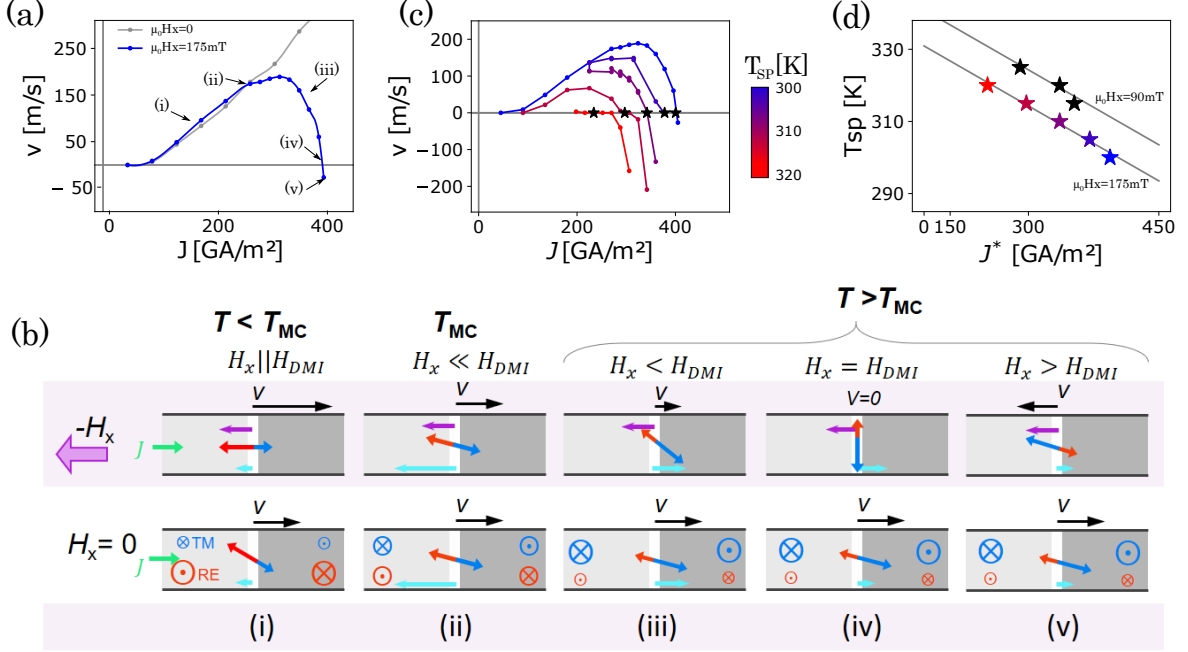 (a)
μ₀Hx=0
μ₀Hx=175mT
v [m/s]
250
150
50
0
− 50
(i)
(ii)
(iii)
(iv)
(v)
0
200
400
J [GA/m²]
(c)
v [m/s]
200
100
0
−100
−200
0
200
400
600
J [GA/m²]
T_SP [K]
300
310
320
(d)
Tsp [K]
330
310
290
μ₀Hx=90mT
μ₀Hx=175mT
0
150
300
450
J* [GA/m²]
(b)
T < T_MC
T_MC
T >T_MC
H_x||H_DMI
H_x ≪ H_DMI
H_x < H_DMI
H_x = H_DMI
H_x > H_DMI
v
v
v
V=0
v
-H_x
J
v
v
v
v
v
H_x= 0
J
TM
RE
(i)
(ii)
(iii)
(iv)
(v)